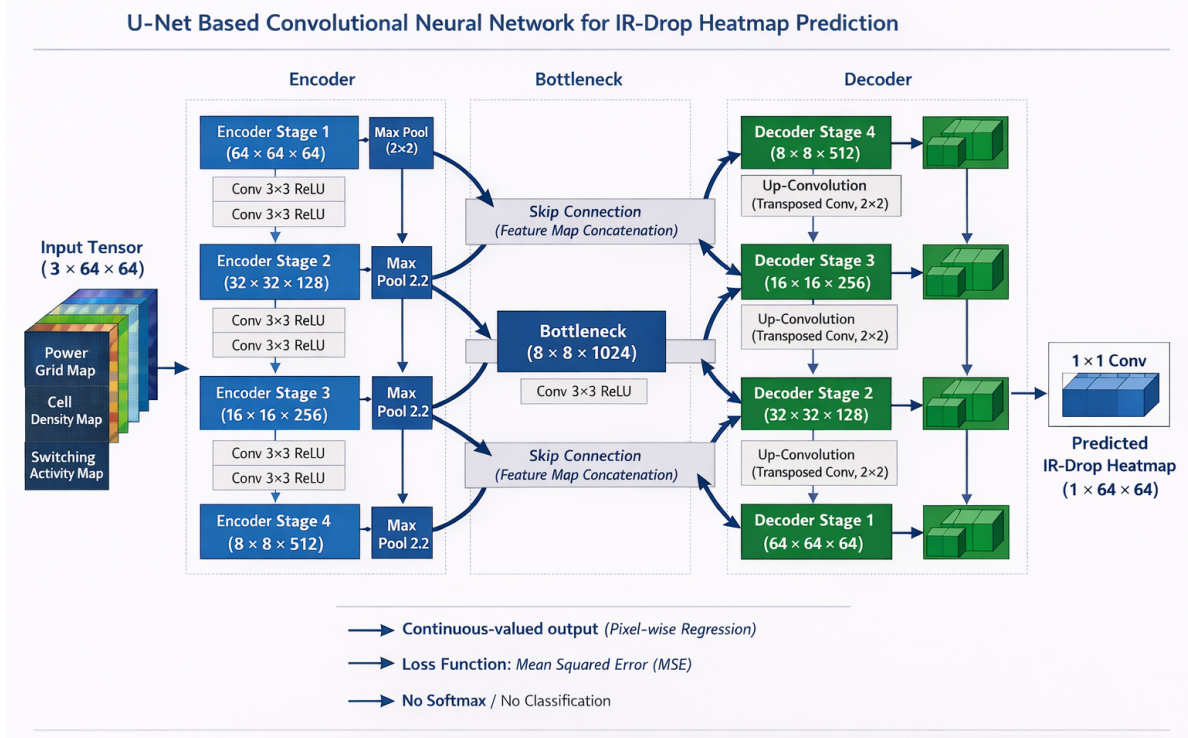 U-Net Based Convolutional Neural Network for IR-Drop Heatmap Prediction
Encoder
Bottleneck
Decoder
Input Tensor
(3 × 64 × 64)
Power
Grid Map
Cell
Density Map
Switching
Activity Map
Encoder Stage 1
(64 × 64 × 64)
Max Pool
(2×2)
Conv 3×3 ReLU
Conv 3×3 ReLU
Encoder Stage 2
(32 × 32 × 128)
Max
Pool 2.2
Conv 3×3 ReLU
Conv 3×3 ReLU
Encoder Stage 3
(16 × 16 × 256)
Max
Pool 2.2
Conv 3×3 ReLU
Conv 3×3 ReLU
Encoder Stage 4
(8 × 8 × 512)
Max
Pool 2.2
Skip Connection
(Feature Map Concatenation)
Bottleneck
(8 × 8 × 1024)
Conv 3×3 ReLU
Skip Connection
(Feature Map Concatenation)
Decoder Stage 4
(8 × 8 × 512)
Up-Convolution
(Transposed Conv, 2×2)
Decoder Stage 3
(16 × 16 × 256)
Up-Convolution
(Transposed Conv, 2×2)
Decoder Stage 2
(32 × 32 × 128)
Up-Convolution
(Transposed Conv, 2×2)
Decoder Stage 1
(64 × 64 × 64)
1 × 1 Conv
Predicted
IR-Drop Heatmap
(1 × 64 × 64)
Continuous-valued output (Pixel-wise Regression)
Loss Function: Mean Squared Error (MSE)
No Softmax / No Classification